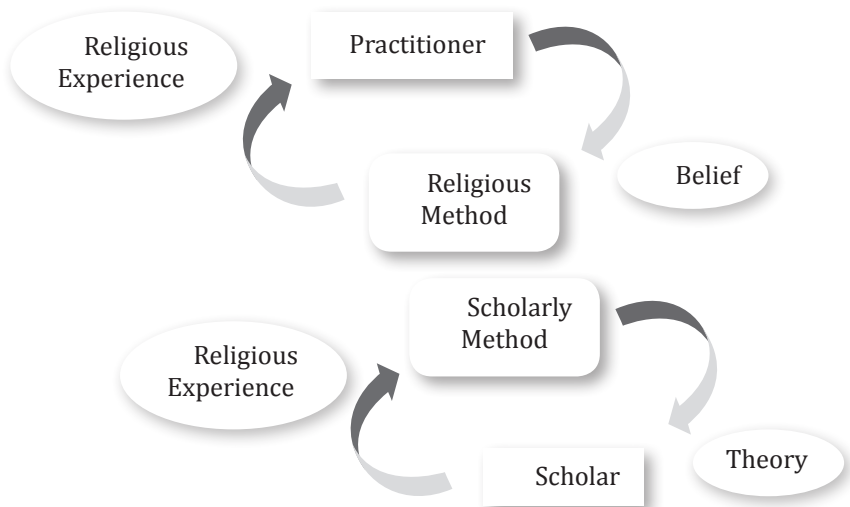 Religious
Experience
Practitioner
Religious
Method
Belief
Scholarly
Method
Religious
Experience
Scholar
Theory